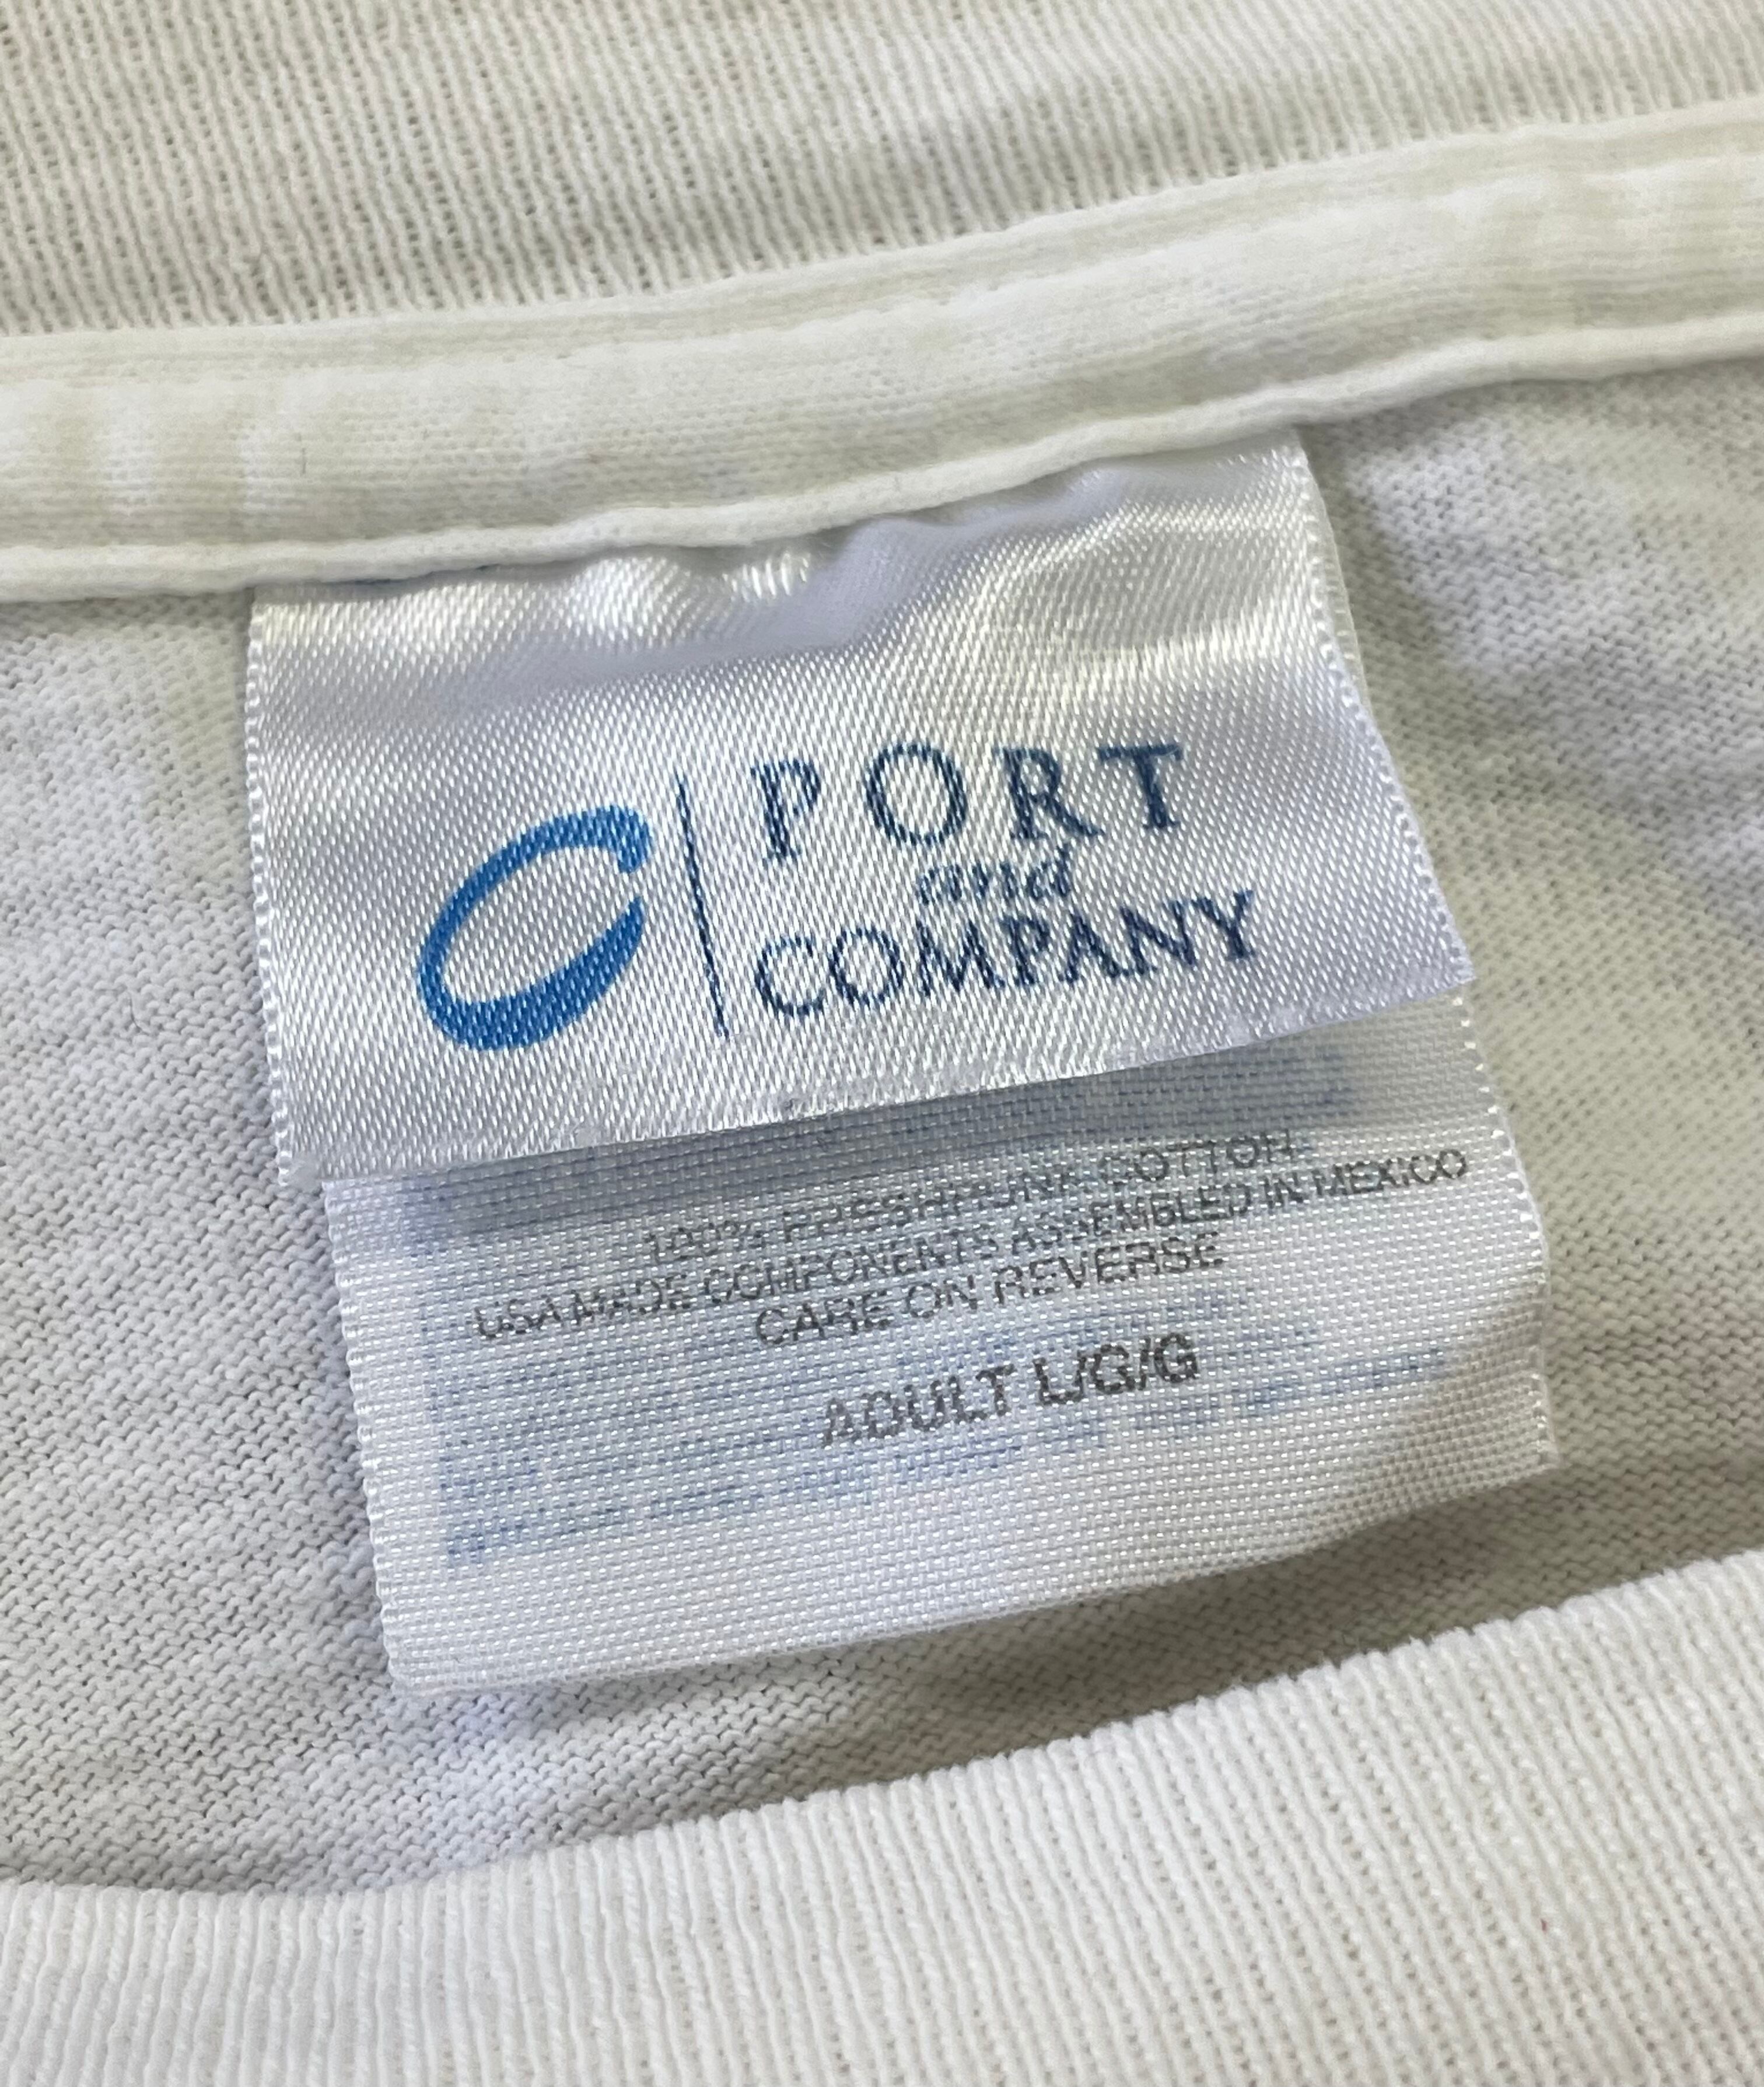 PORT
and
COMPANY
100% PRESHRUNK COTTON
USA MADE COMPONENTS ASSEMBLED IN MEXICO
CARE ON REVERSE
ADULT L/G/G